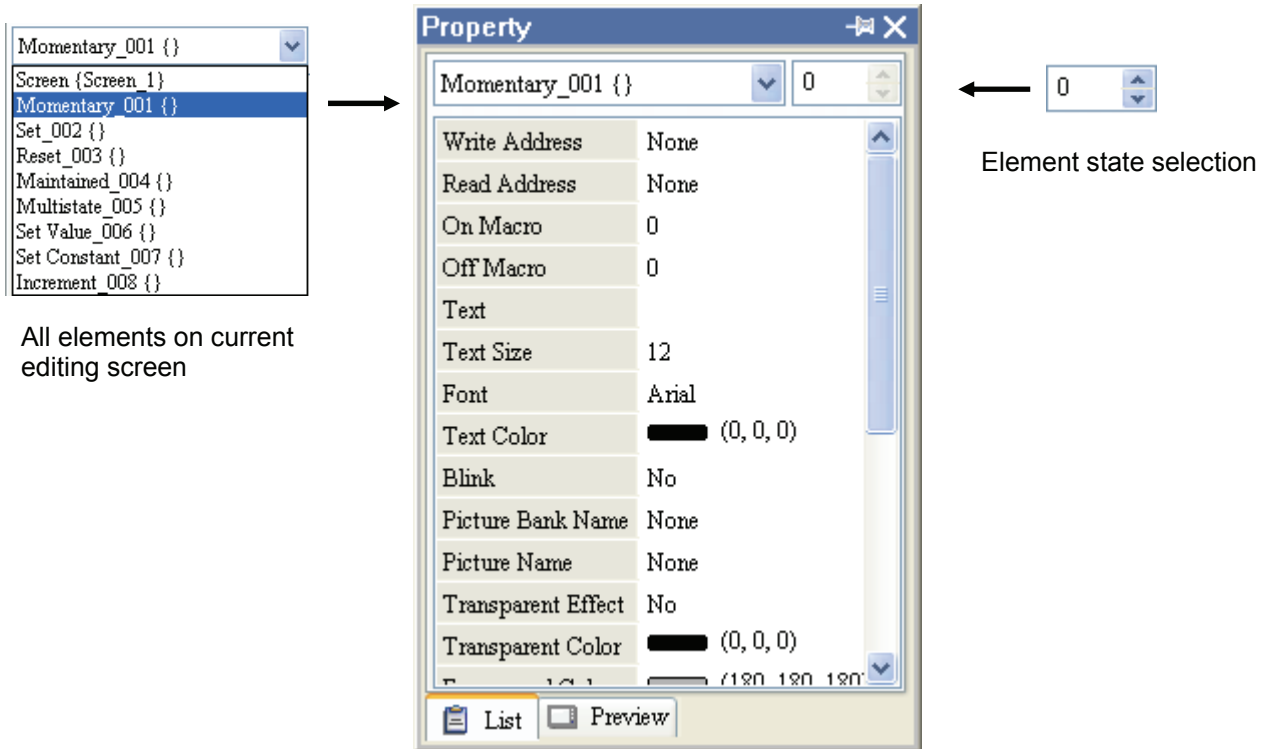 Momentary_001 {}
Screen {Screen_1}
Momentary_001 {}
Set_002 {}
Reset_003 {}
Maintained_004 {}
Multistate_005 {}
Set Value_006 {}
Set Constant_007 {}
Increment_008 {}
All elements on current
editing screen
Property
Momentary_001 {} 0
Write Address None
Read Address None
On Macro 0
Off Macro 0
Text
Text Size 12
Font Arial
Text Color (0, 0, 0)
Blink No
Picture Bank Name None
Picture Name None
Transparent Effect No
Transparent Color (0, 0, 0)
(180, 180, 180)
List Preview
0
Element state selection